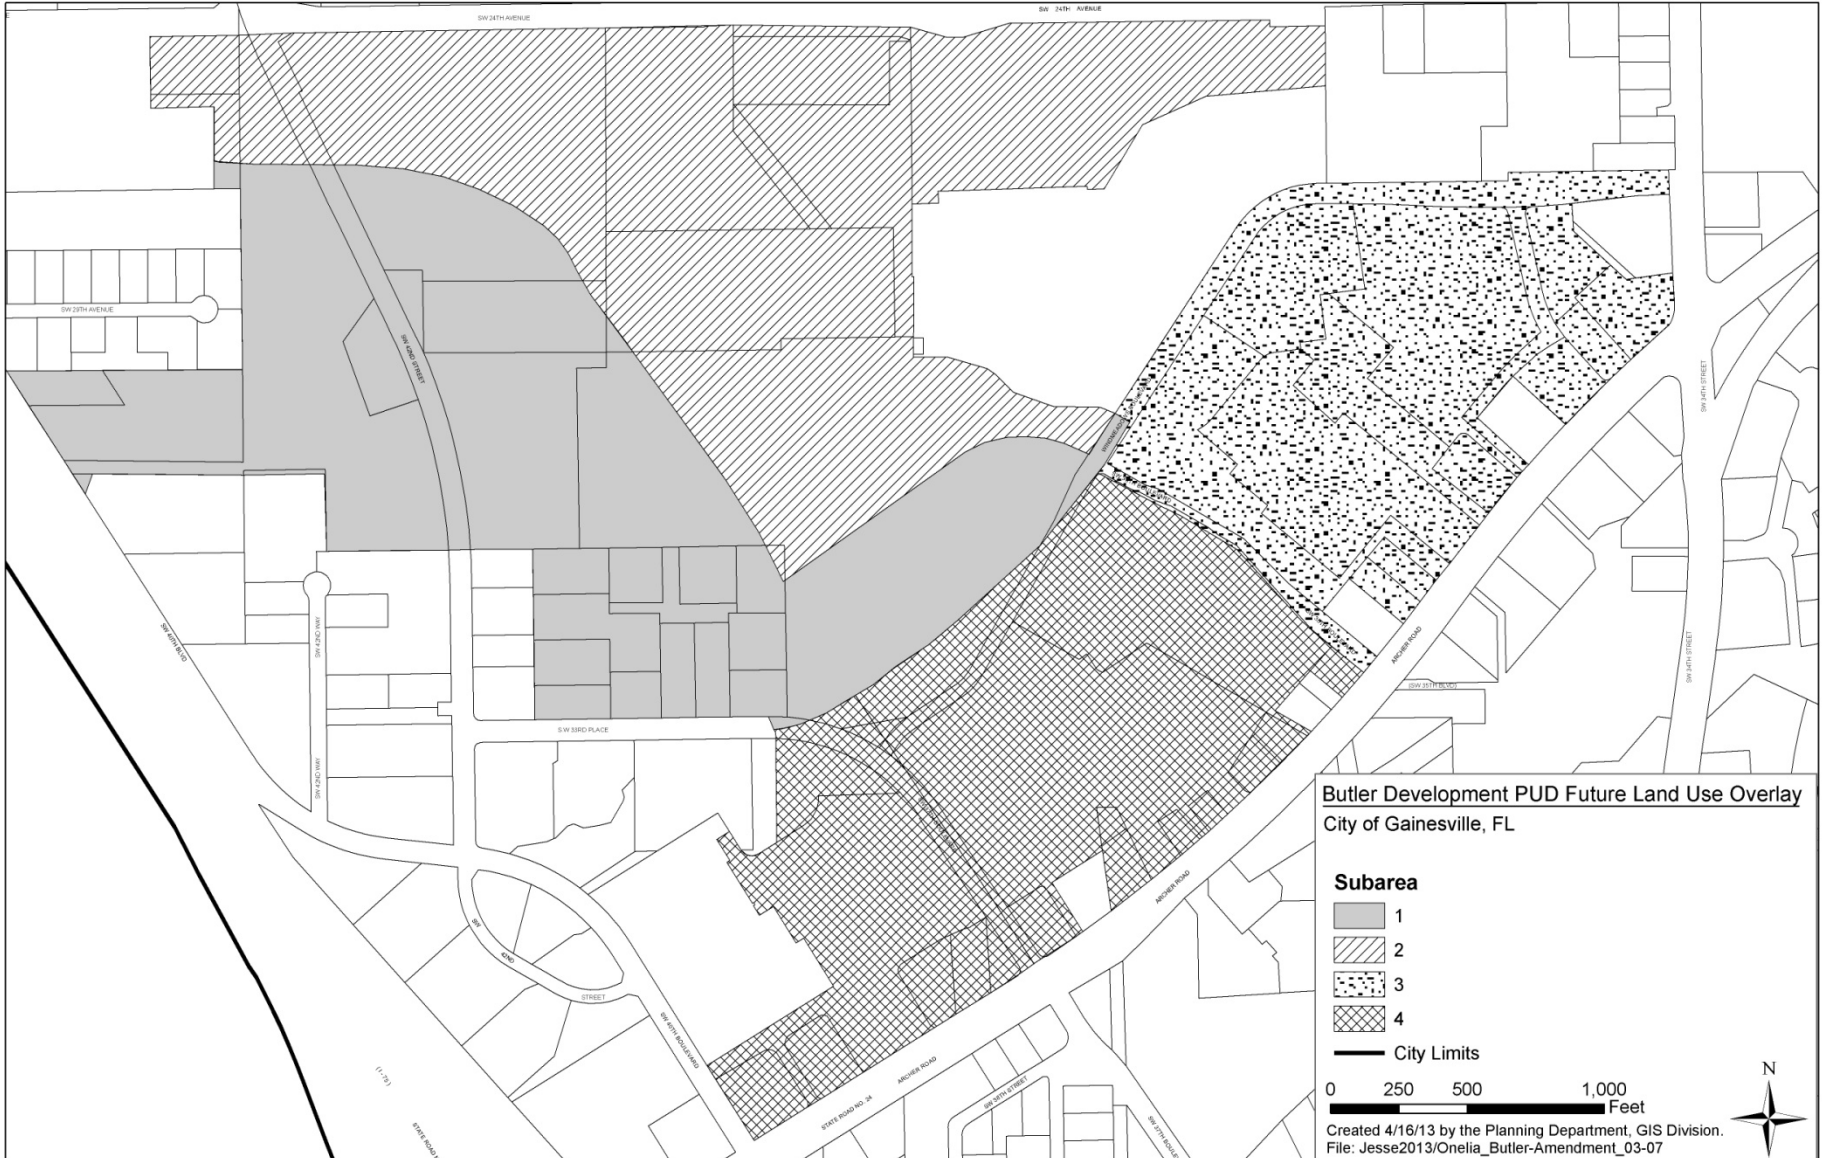 SW 24TH AVENUE
SW 24TH AVENUE
SW 29TH AVENUE
SW 42ND STREET
SW 34TH STREET
SW 40TH BLVD
SW 42ND WAY
ARCHER ROAD
SW 34TH STREET
(SW 35TH BLVD)
S W 33RD PLACE
SW 42ND WAY
ARCHER ROAD
SW
42ND
STREET
SW 40TH BOULEVARD
ARCHER ROAD
(I-75)
STATE ROAD NO. 24
SW 38TH STREET
STATE ROAD
Butler Development PUD Future Land Use Overlay
City of Gainesville, FL
Subarea
1
2
3
4
City Limits
0 250 500 1,000
Feet
N
Created 4/16/13 by the Planning Department, GIS Division.
File: Jesse2013/Onelia_Butler-Amendment_03-07